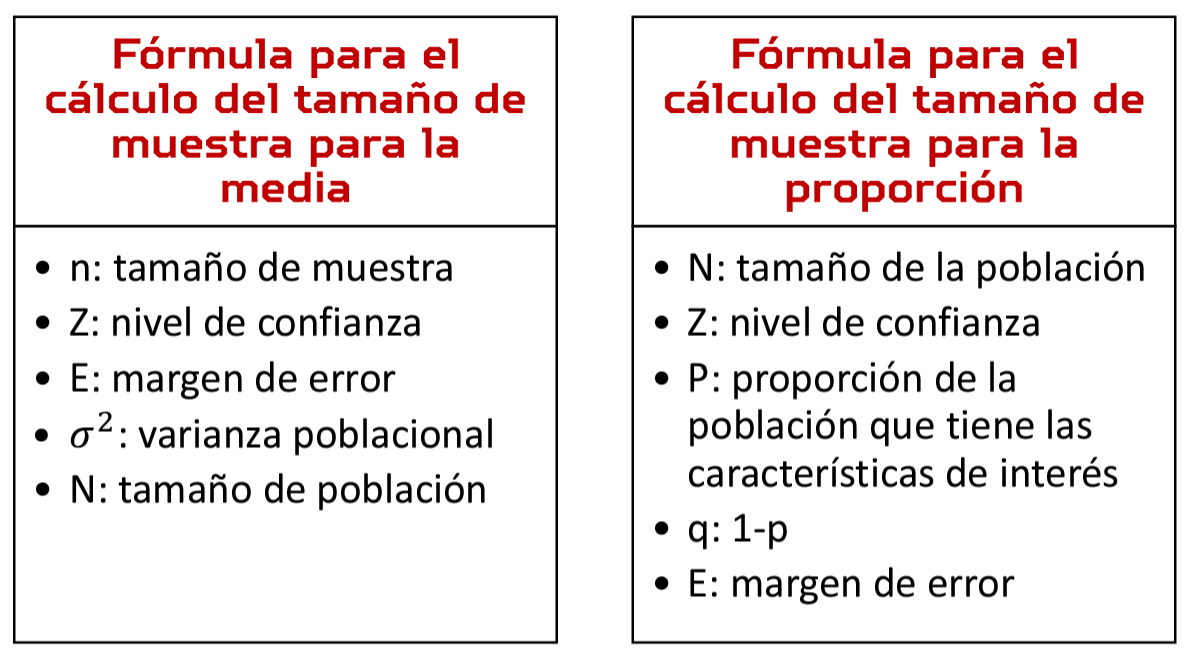 Fórmula para el
cálculo del tamaño de
muestra para la
media
• n: tamaño de muestra
• Z: nivel de confianza
• E: margen de error
• σ²: varianza poblacional
• N: tamaño de población
Fórmula para el
cálculo del tamaño de
muestra para la
proporción
• N: tamaño de la población
• Z: nivel de confianza
• P: proporción de la
población que tiene las
características de interés
• q: 1-p
• E: margen de error